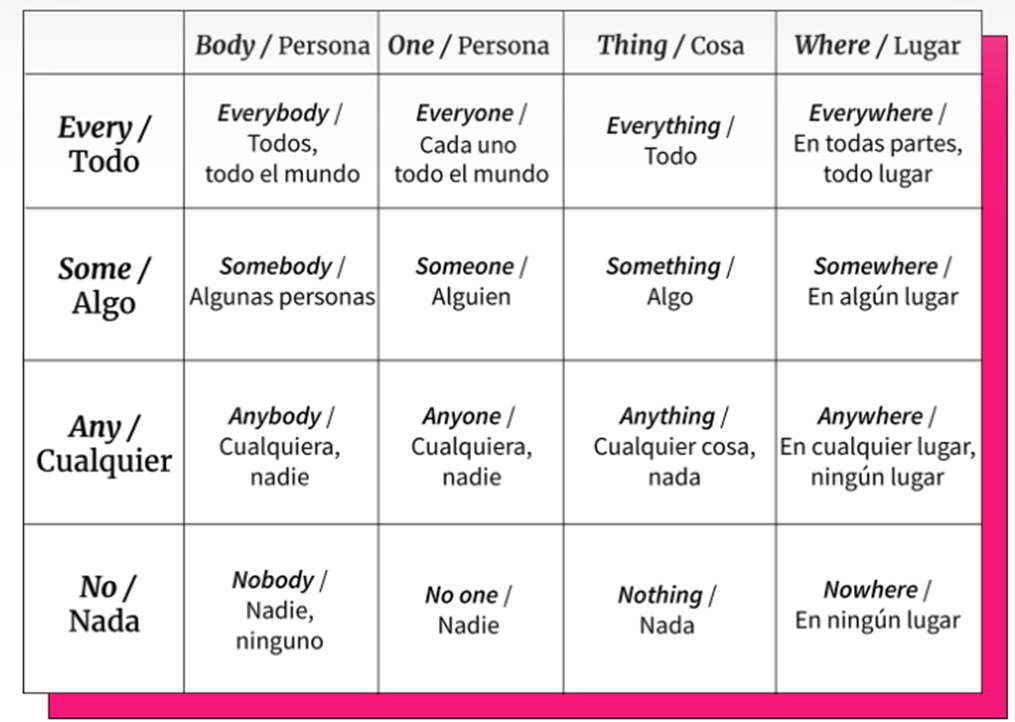 Body / Persona
One / Persona
Thing / Cosa
Where / Lugar
Every /
Todo
Everybody /
Todos,
todo el mundo
Everyone /
Cada uno
todo el mundo
Everything /
Todo
Everywhere /
En todas partes,
todo lugar
Some /
Algo
Somebody /
Algunas personas
Someone /
Alguien
Something /
Algo
Somewhere /
En algún lugar
Any /
Cualquier
Anybody /
Cualquiera,
nadie
Anyone /
Cualquiera,
nadie
Anything /
Cualquier cosa,
nada
Anywhere /
En cualquier lugar,
ningún lugar
No /
Nada
Nobody /
Nadie,
ninguno
No one /
Nadie
Nothing /
Nada
Nowhere /
En ningún lugar